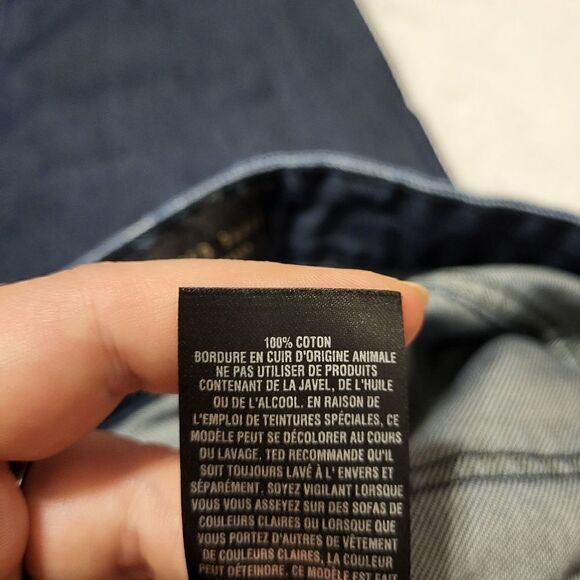 100% COTON
BORDURE EN CUIR D'ORIGINE ANIMALE
NE PAS UTILISER DE PRODUITS
CONTENANT DE LA JAVEL, DE L'HUILE
OU DE L'ALCOOL. EN RAISON DE
L'EMPLOI DE TEINTURES SPÉCIALES, CE
MODÈLE PEUT SE DÉCOLORER AU COURS
DU LAVAGE, TED RECOMMANDE QU'IL
SOIT TOUJOURS LAVÉ À L' ENVERS ET
SÉPARÉMENT. SOYEZ VIGILANT LORSQUE
VOUS VOUS ASSEYEZ SUR DES SOFAS DE
COULEURS CLAIRES OU LORSQUE QUE
VOUS PORTEZ D'AUTRES DE VÊTEMENT
DE COULEURS CLAIRES, LA COULEUR
PEUT DÉTEINDRE. CE MODÈLE EST FAIT